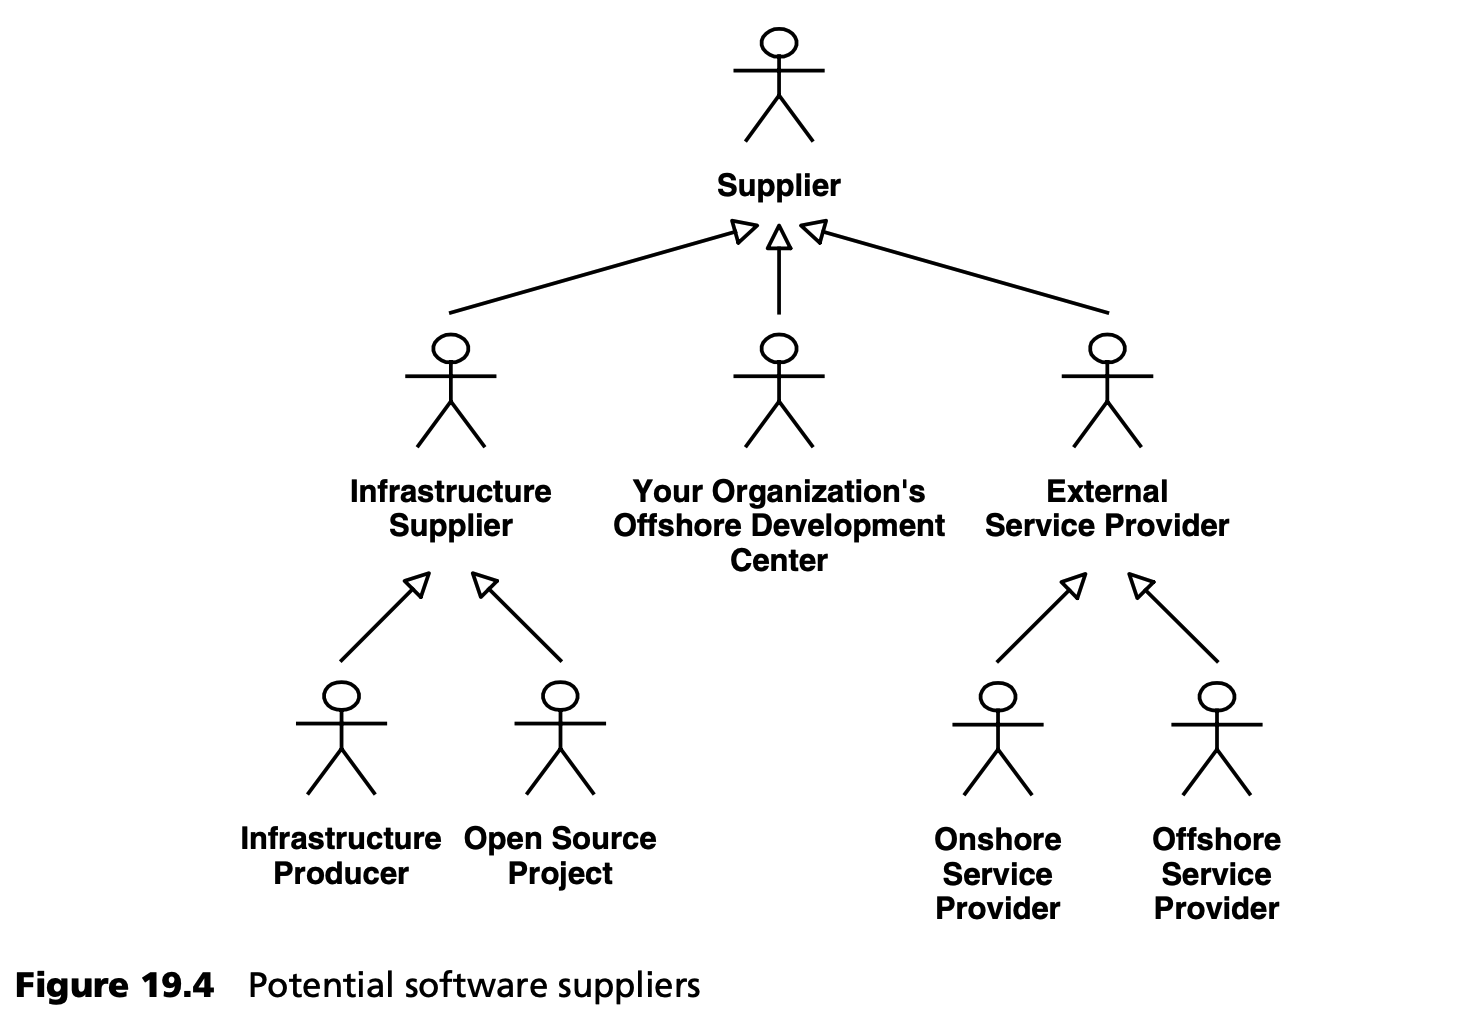 Supplier
Infrastructure
Supplier
Your Organization's
Offshore Development
Center
External
Service Provider
Infrastructure
Producer
Open Source
Project
Onshore
Service
Provider
Offshore
Service
Provider
Figure 19.4 Potential software suppliers